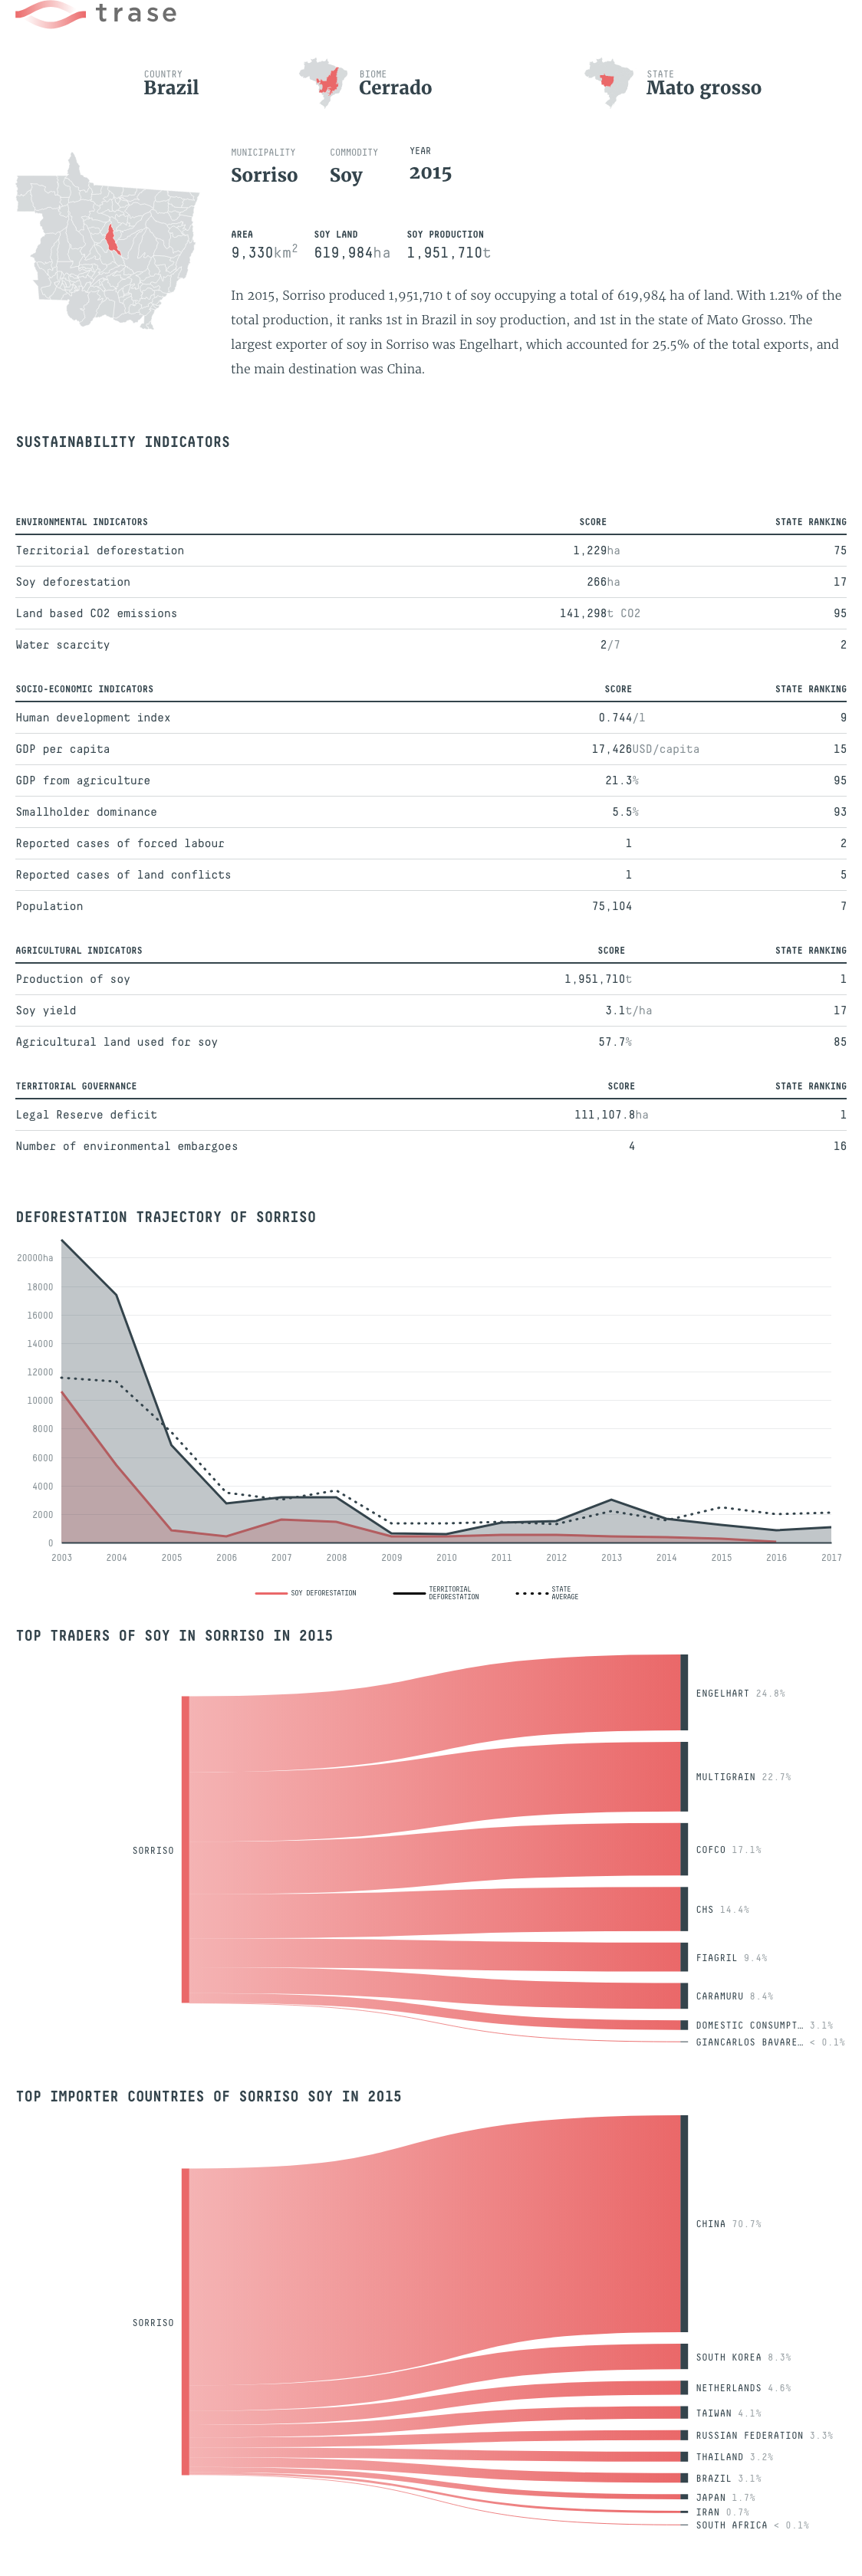 trase
COUNTRY
Brazil
BIOME
Cerrado
STATE
Mato grosso
MUNICIPALITY
Sorriso
COMMODITY
Soy
YEAR
2015
AREA
9,330km2
SOY LAND
619,984ha
SOY PRODUCTION
1,951,710t
In 2015, Sorriso produced 1,951,710 t of soy occupying a total of 619,984 ha of land. With 1.21% of the
total production, it ranks 1st in Brazil in soy production, and 1st in the state of Mato Grosso. The
largest exporter of soy in Sorriso was Engelhart, which accounted for 25.5% of the total exports, and
the main destination was China.
SUSTAINABILITY INDICATORS
ENVIRONMENTAL INDICATORS SCORE STATE RANKING
Territorial deforestation 1,229ha 75
Soy deforestation 266ha 17
Land based CO2 emissions 141,298t CO2 95
Water scarcity 2/7 2
SOCIO-ECONOMIC INDICATORS SCORE STATE RANKING
Human development index 0.744/1 9
GDP per capita 17,426USD/capita 15
GDP from agriculture 21.3% 95
Smallholder dominance 5.5% 93
Reported cases of forced labour 1 2
Reported cases of land conflicts 1 5
Population 75,104 7
AGRICULTURAL INDICATORS SCORE STATE RANKING
Production of soy 1,951,710t 1
Soy yield 3.1t/ha 17
Agricultural land used for soy 57.7% 85
TERRITORIAL GOVERNANCE SCORE STATE RANKING
Legal Reserve deficit 111,107.8ha 1
Number of environmental embargoes 4 16
DEFORESTATION TRAJECTORY OF SORRISO
20000ha
18000
16000
14000
12000
10000
8000
6000
4000
2000
0
2003 2004 2005 2006 2007 2008 2009 2010 2011 2012 2013 2014 2015 2016 2017
SOY DEFORESTATION
TERRITORIAL
DEFORESTATION
STATE
AVERAGE
TOP TRADERS OF SOY IN SORRISO IN 2015
SORRISO
ENGELHART 24.8%
MULTIGRAIN 22.7%
COFCO 17.1%
CHS 14.4%
FIAGRIL 9.4%
CARAMURU 8.4%
DOMESTIC CONSUMPT… 3.1%
GIANCARLOS BAVARE… < 0.1%
TOP IMPORTER COUNTRIES OF SORRISO SOY IN 2015
SORRISO
CHINA 70.7%
SOUTH KOREA 8.3%
NETHERLANDS 4.6%
TAIWAN 4.1%
RUSSIAN FEDERATION 3.3%
THAILAND 3.2%
BRAZIL 3.1%
JAPAN 1.7%
IRAN 0.7%
SOUTH AFRICA < 0.1%